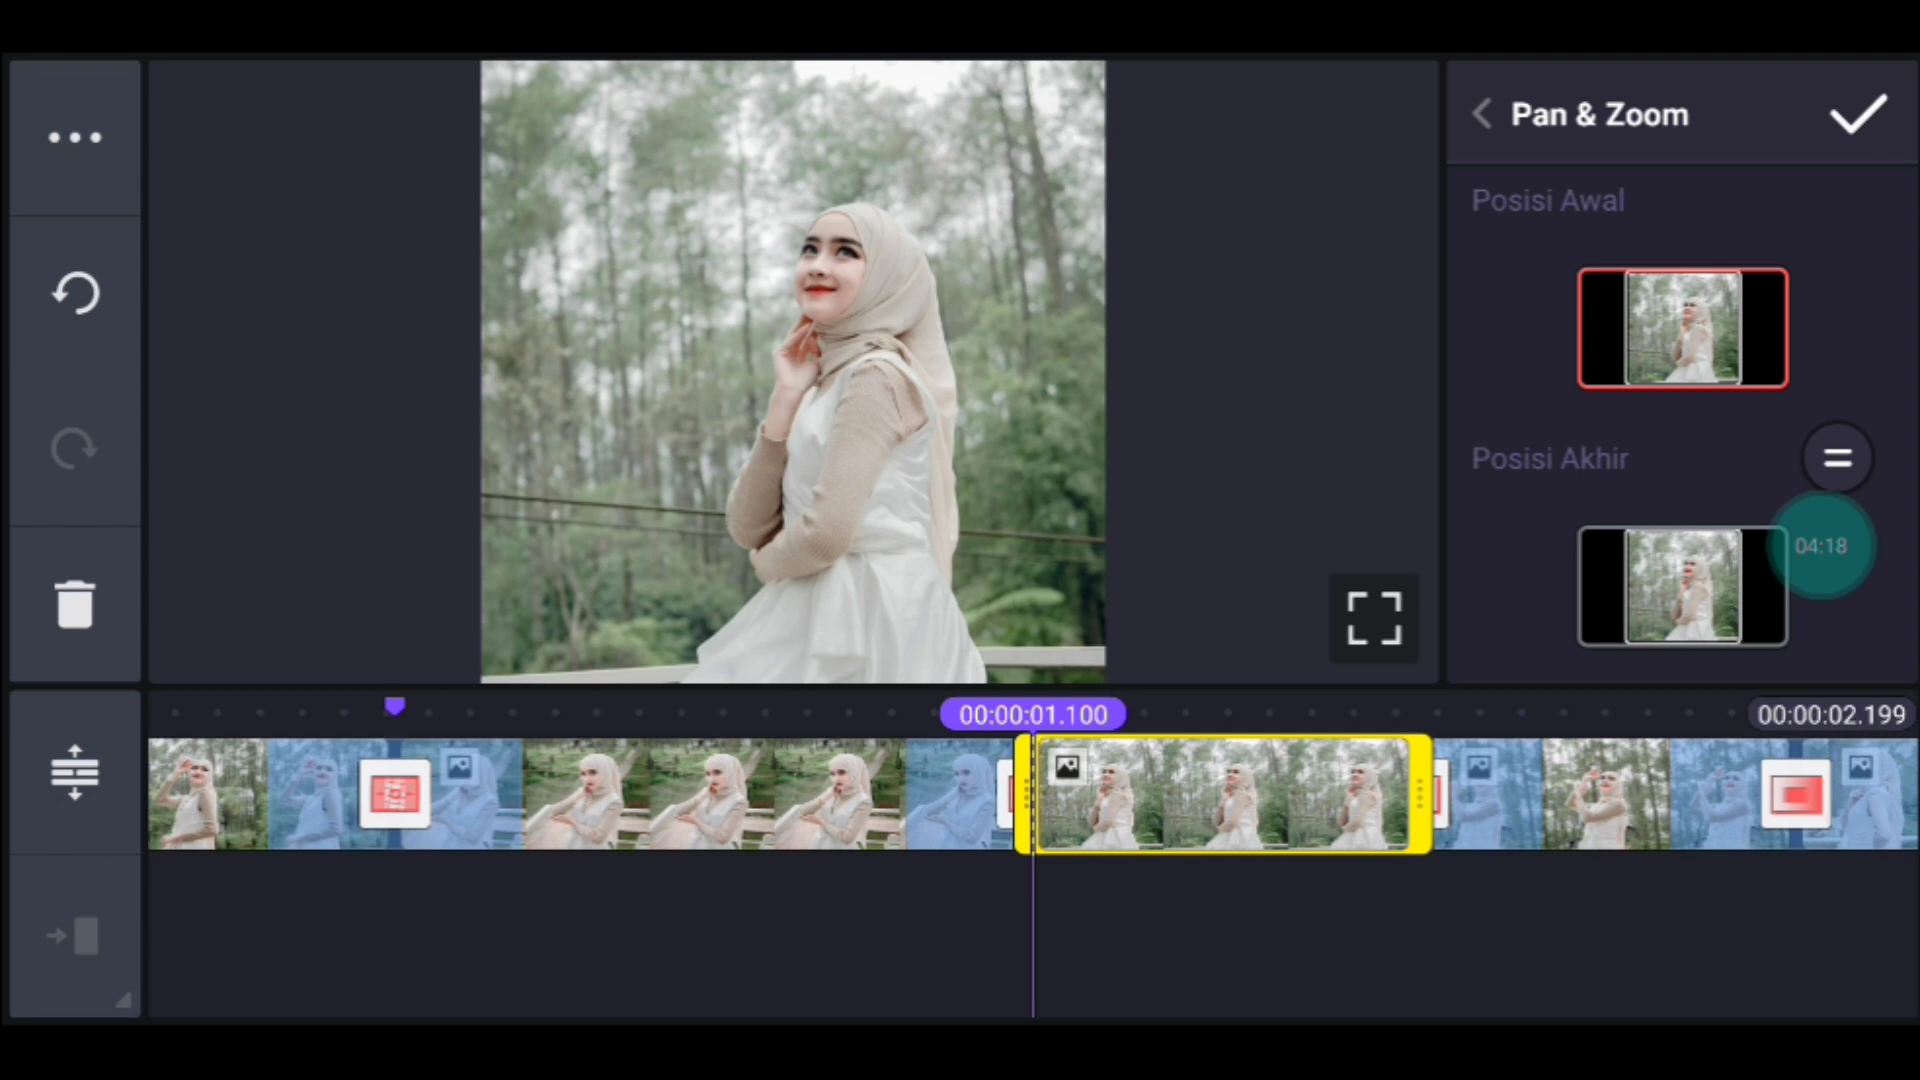 Pan & Zoom
Posisi Awal
Posisi Akhir
04:18
00:00:01.100
00:00:02.199